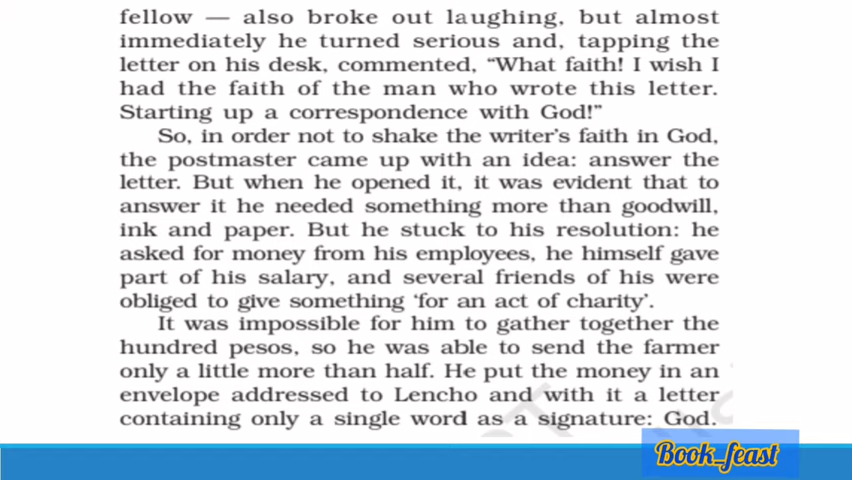 fellow — also broke out laughing, but almost
immediately he turned serious and, tapping the
letter on his desk, commented, “What faith! I wish I
had the faith of the man who wrote this letter.
Starting up a correspondence with God!”
So, in order not to shake the writer’s faith in God,
the postmaster came up with an idea: answer the
letter. But when he opened it, it was evident that to
answer it he needed something more than goodwill,
ink and paper. But he stuck to his resolution: he
asked for money from his employees, he himself gave
part of his salary, and several friends of his were
obliged to give something ‘for an act of charity’.
It was impossible for him to gather together the
hundred pesos, so he was able to send the farmer
only a little more than half. He put the money in an
envelope addressed to Lencho and with it a letter
containing only a single word as a signature: God.
Book_feast